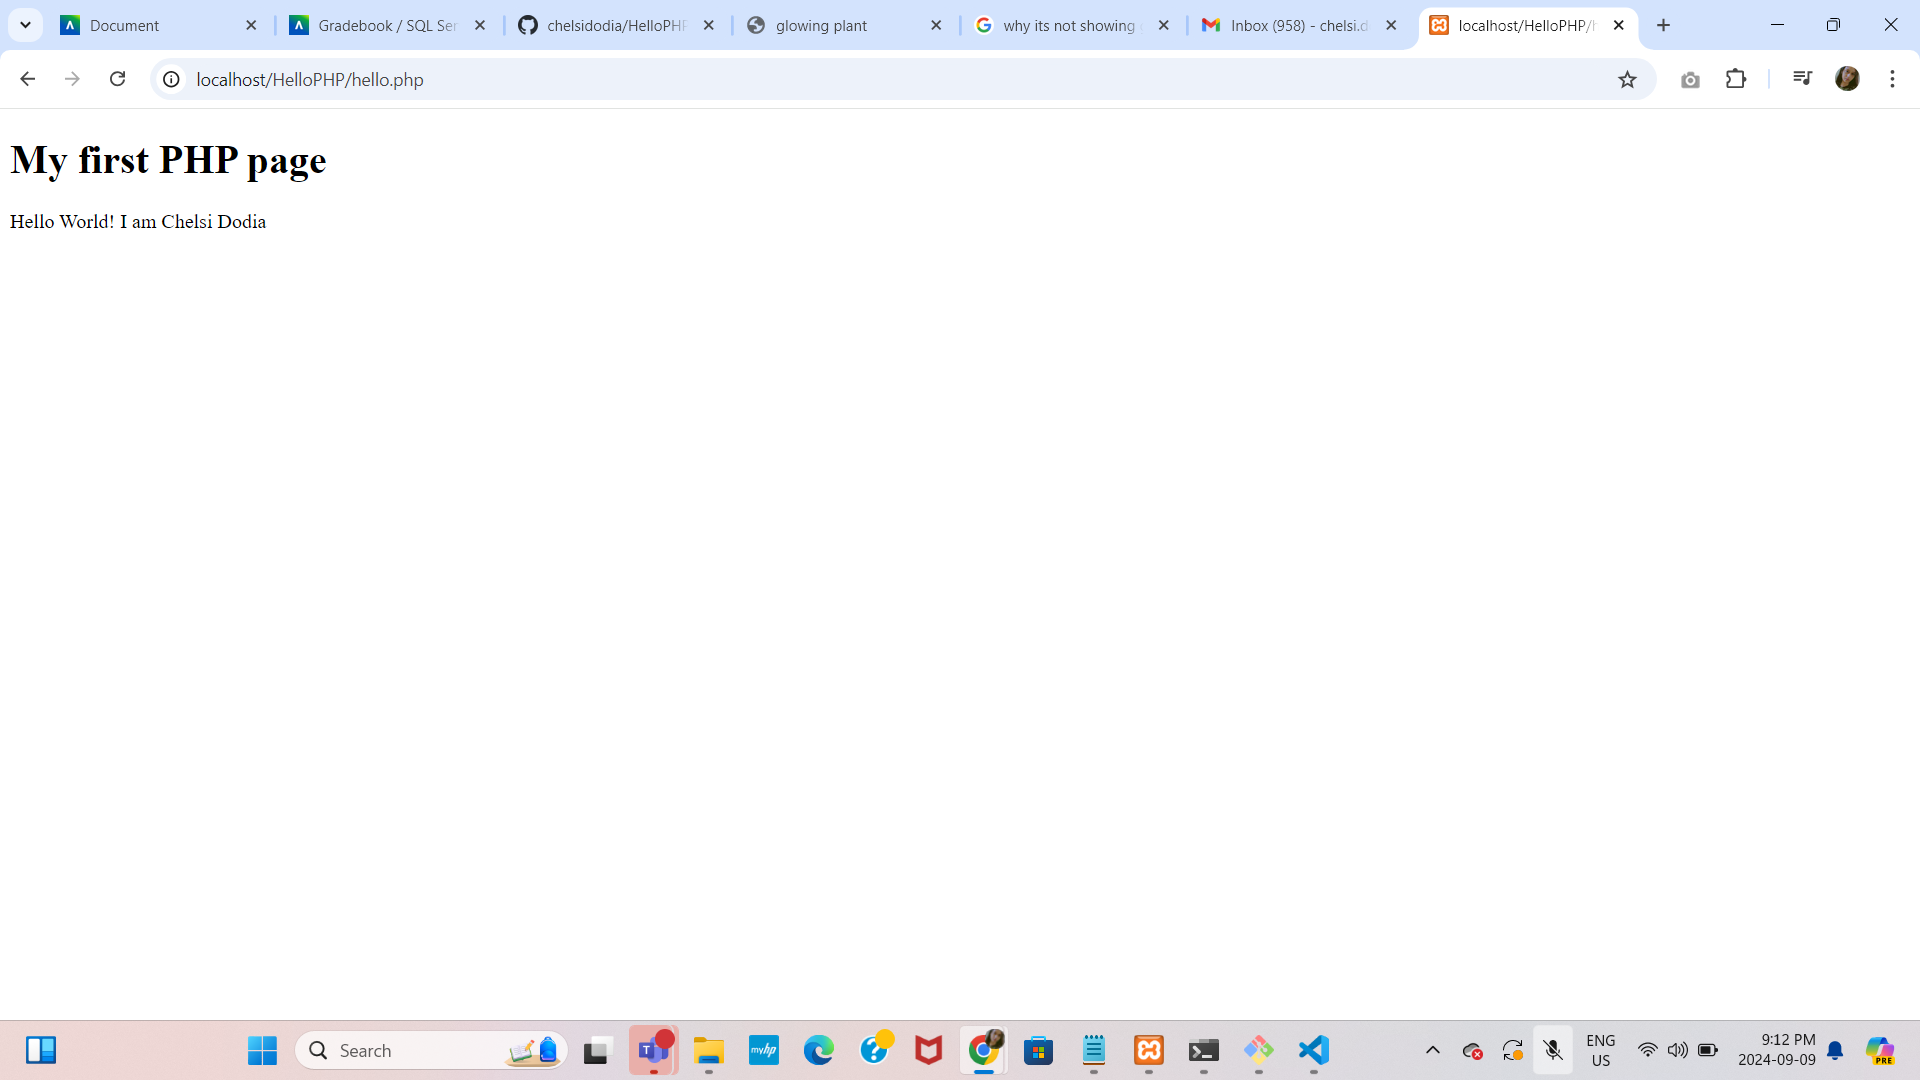 Document
Gradebook / SQL Ser
chelsidodia/HelloPHP
glowing plant
why its not showing
Inbox (958) - chelsi.d
localhost/HelloPHP/h
localhost/HelloPHP/hello.php
My first PHP page
Hello World! I am Chelsi Dodia
Search
myhp
ENG
US
9:12 PM
2024-09-09
PRE